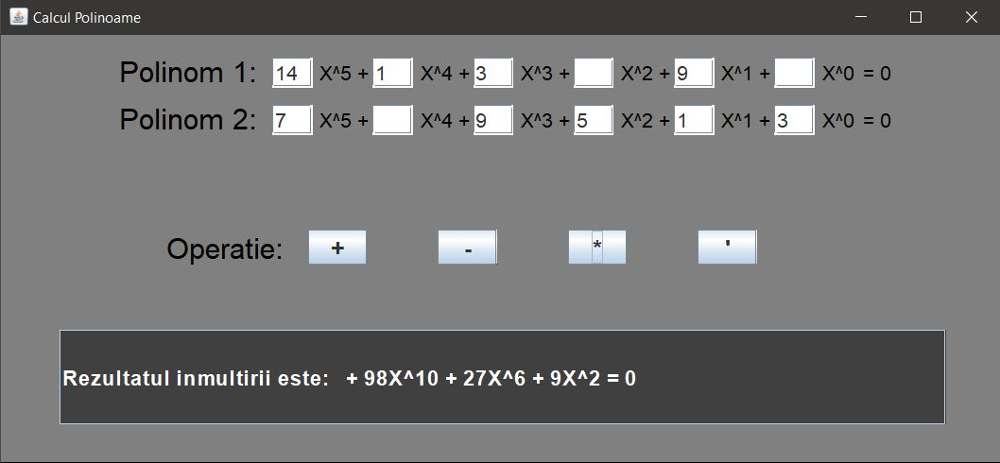 Calcul Polinoame
Polinom 1: 14 X^5 + 1 X^4 + 3 X^3 + X^2 + 9 X^1 + X^0 = 0
Polinom 2: 7 X^5 + X^4 + 9 X^3 + 5 X^2 + 1 X^1 + 3 X^0 = 0
Operatie: + - * '
Rezultatul inmultirii este: + 98X^10 + 27X^6 + 9X^2 = 0